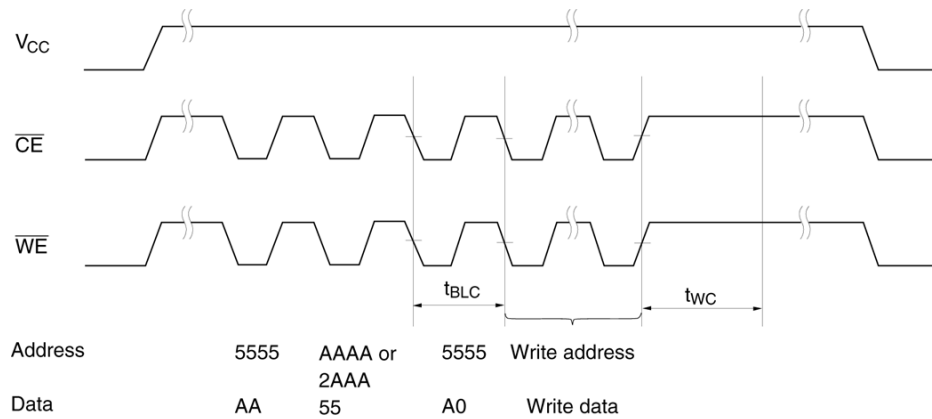 VCC
CE
WE
tBLC
tWC
Address 5555 AAAA or 5555 Write address
2AAA
Data AA 55 A0 Write data